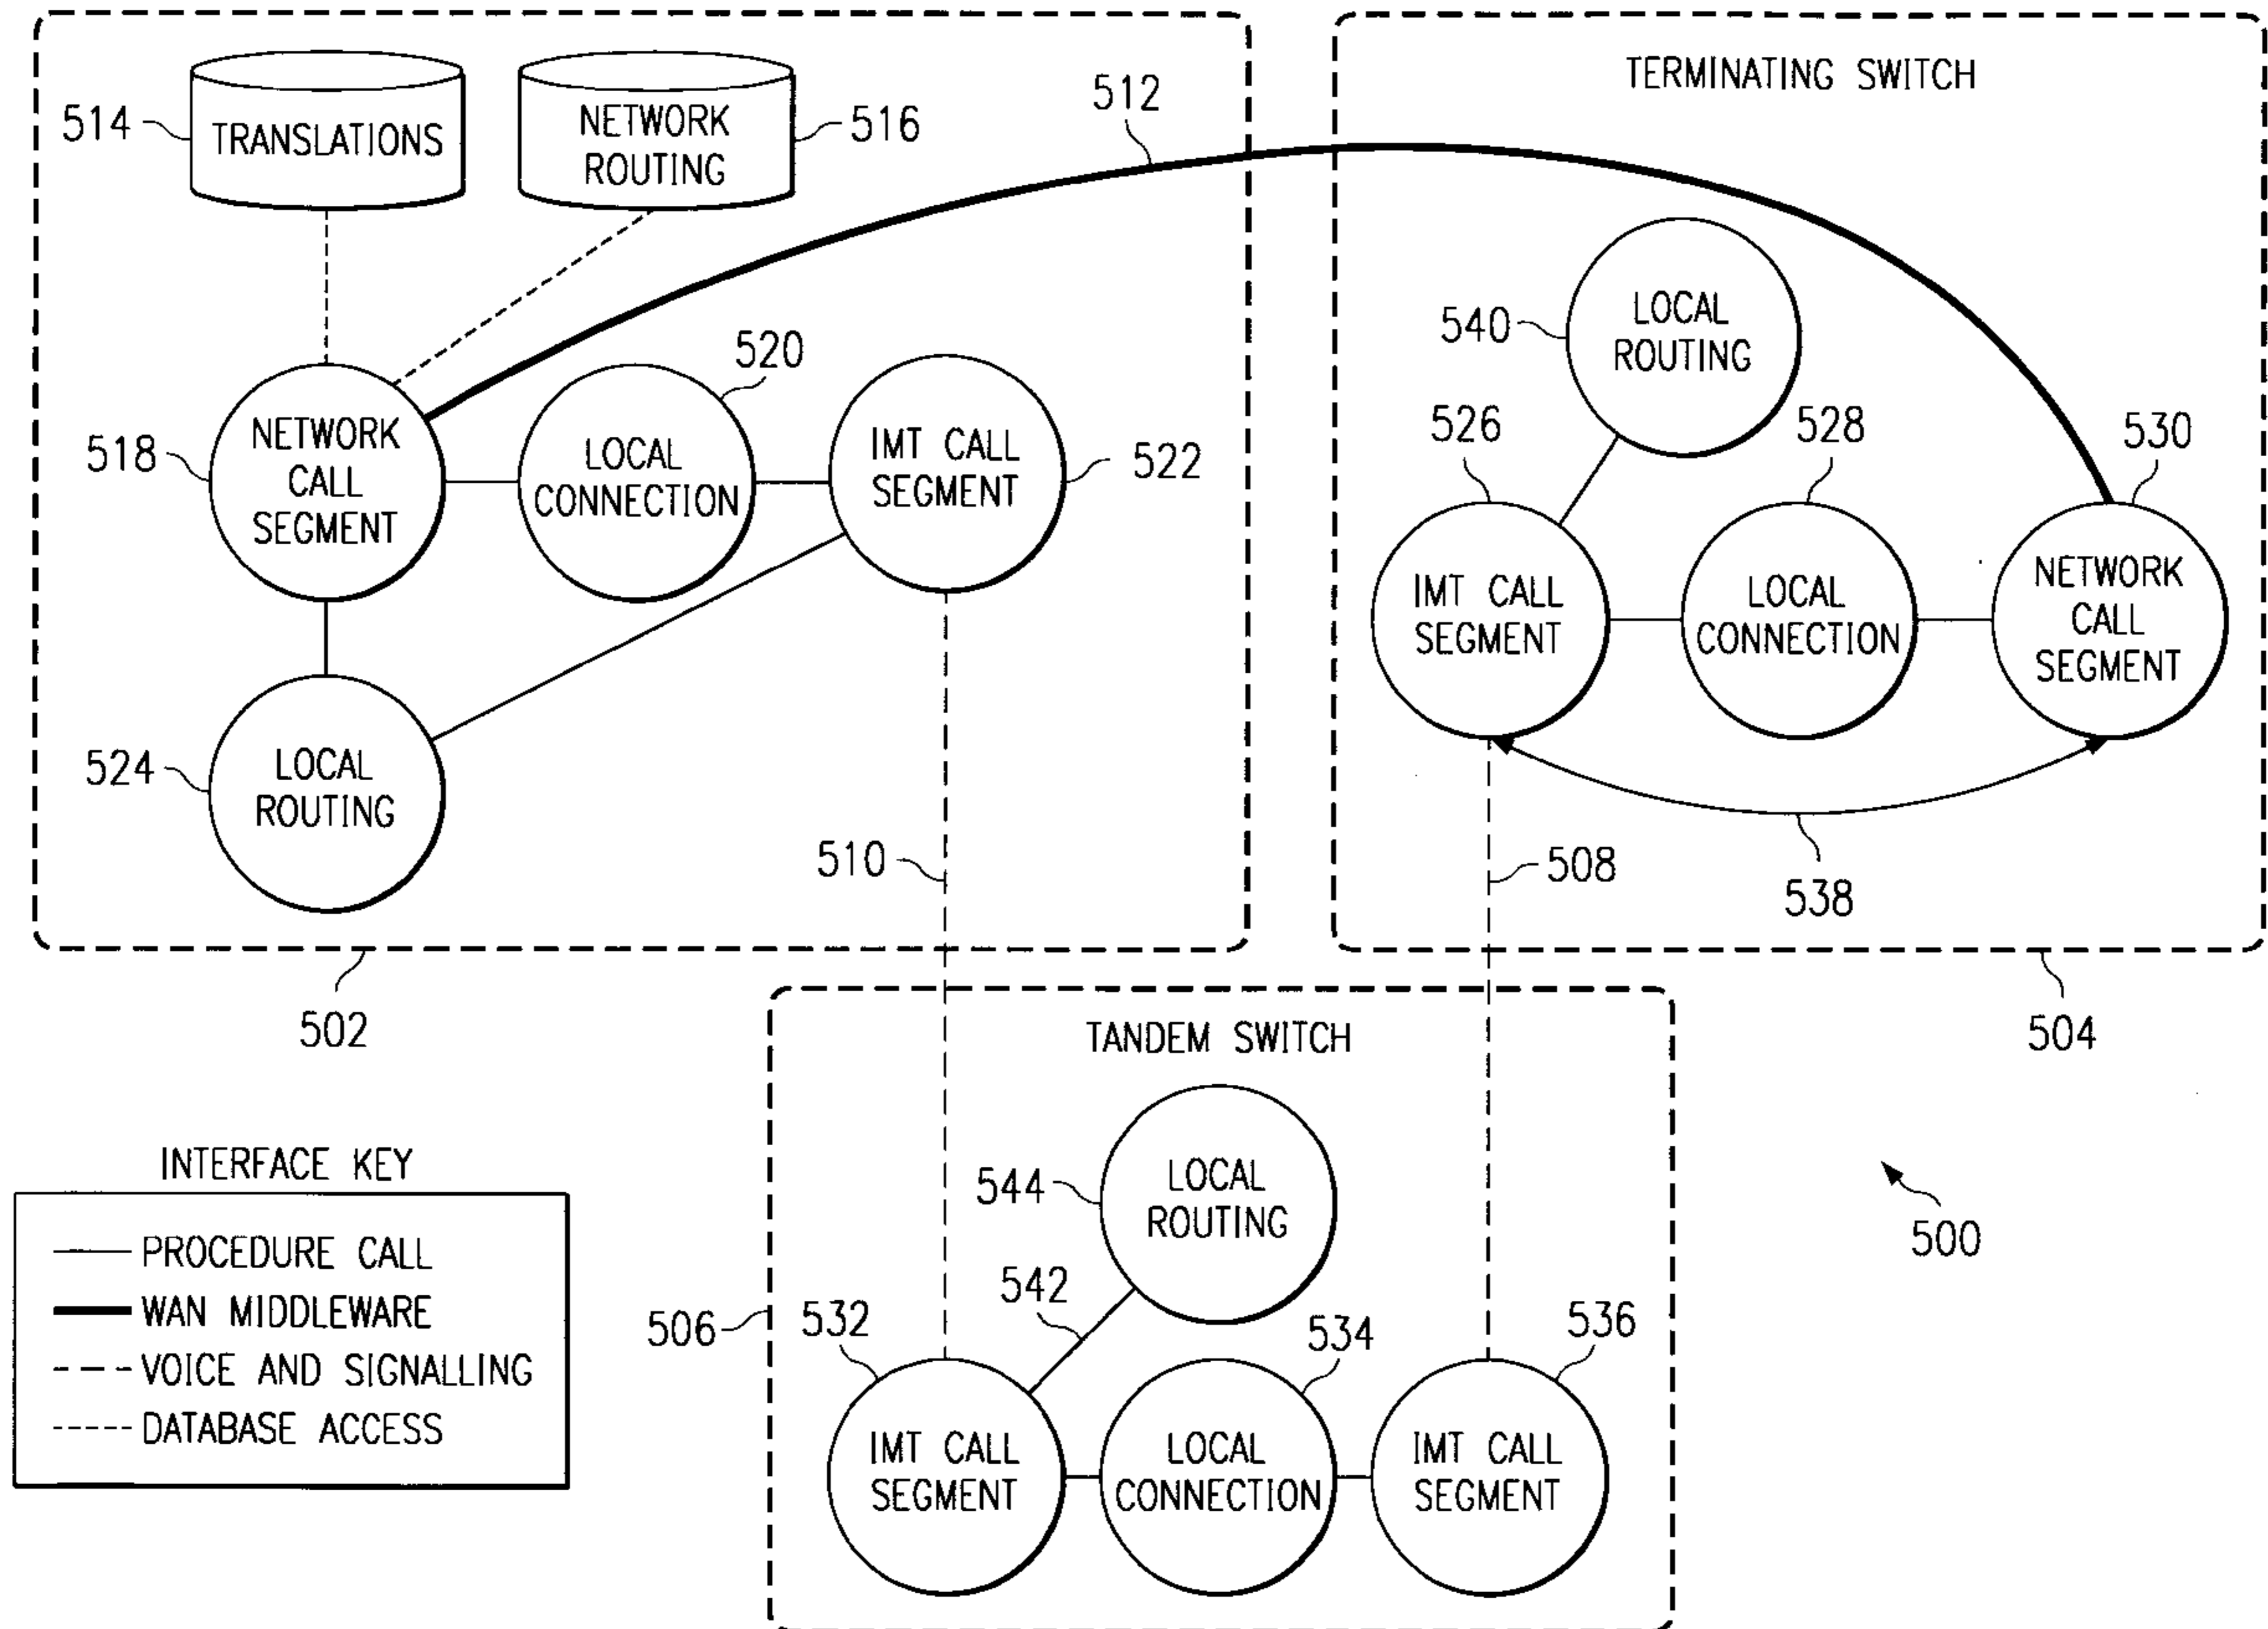 TERMINATING SWITCH
512
514
TRANSLATIONS
NETWORK
ROUTING
516
520
518
NETWORK
CALL
SEGMENT
LOCAL
CONNECTION
IMT CALL
SEGMENT
522
524
LOCAL
ROUTING
510
502
540
LOCAL
ROUTING
526
528
530
IMT CALL
SEGMENT
LOCAL
CONNECTION
NETWORK
CALL
SEGMENT
508
538
504
TANDEM SWITCH
544
LOCAL
ROUTING
542
506
532
534
536
IMT CALL
SEGMENT
LOCAL
CONNECTION
IMT CALL
SEGMENT
500
INTERFACE KEY
PROCEDURE CALL
WAN MIDDLEWARE
VOICE AND SIGNALLING
DATABASE ACCESS